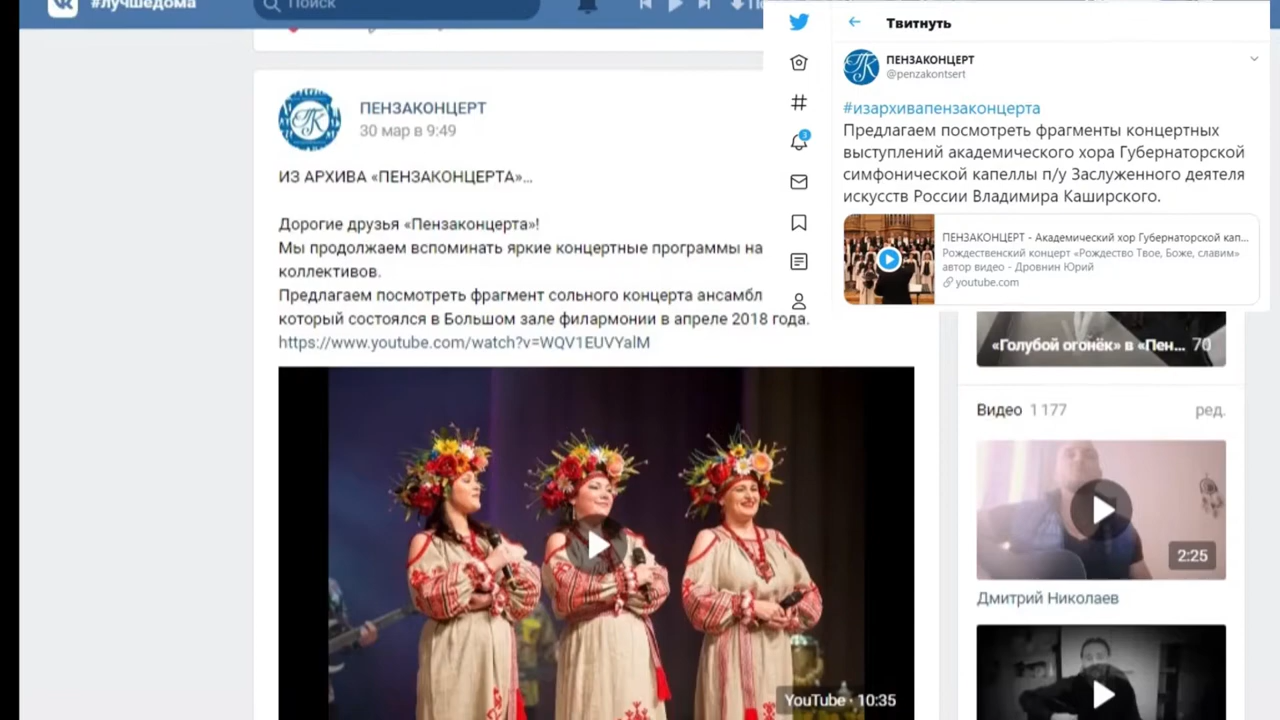 #лучшедома
Поиск
ПЕНЗАКОНЦЕРТ
30 мар в 9:49
ИЗ АРХИВА «ПЕНЗАКОНЦЕРТА»...
Дорогие друзья «Пензаконцерта»!
Мы продолжаем вспоминать яркие концертные программы на
коллективов.
Предлагаем посмотреть фрагмент сольного концерта ансамбл
который состоялся в Большом зале филармонии в апреле 2018 года.
https://www.youtube.com/watch?v=WQV1EUVYalM
YouTube · 10:35
Твитнуть
ПЕНЗАКОНЦЕРТ
@penzakontsert
#изархивапензаконцерта
Предлагаем посмотреть фрагменты концертных
выступлений академического хора Губернаторской
симфонической капеллы п/у Заслуженного деятеля
искусств России Владимира Каширского.
ПЕНЗАКОНЦЕРТ - Академический хор Губернаторской кап...
Рождественский концерт «Рождество Твое, Боже, славим»
автор видео - Дровнин Юрий
youtube.com
3
«Голубой огонёк» в «Пен... 70
Видео 1 177 ред.
2:25
Дмитрий Николаев